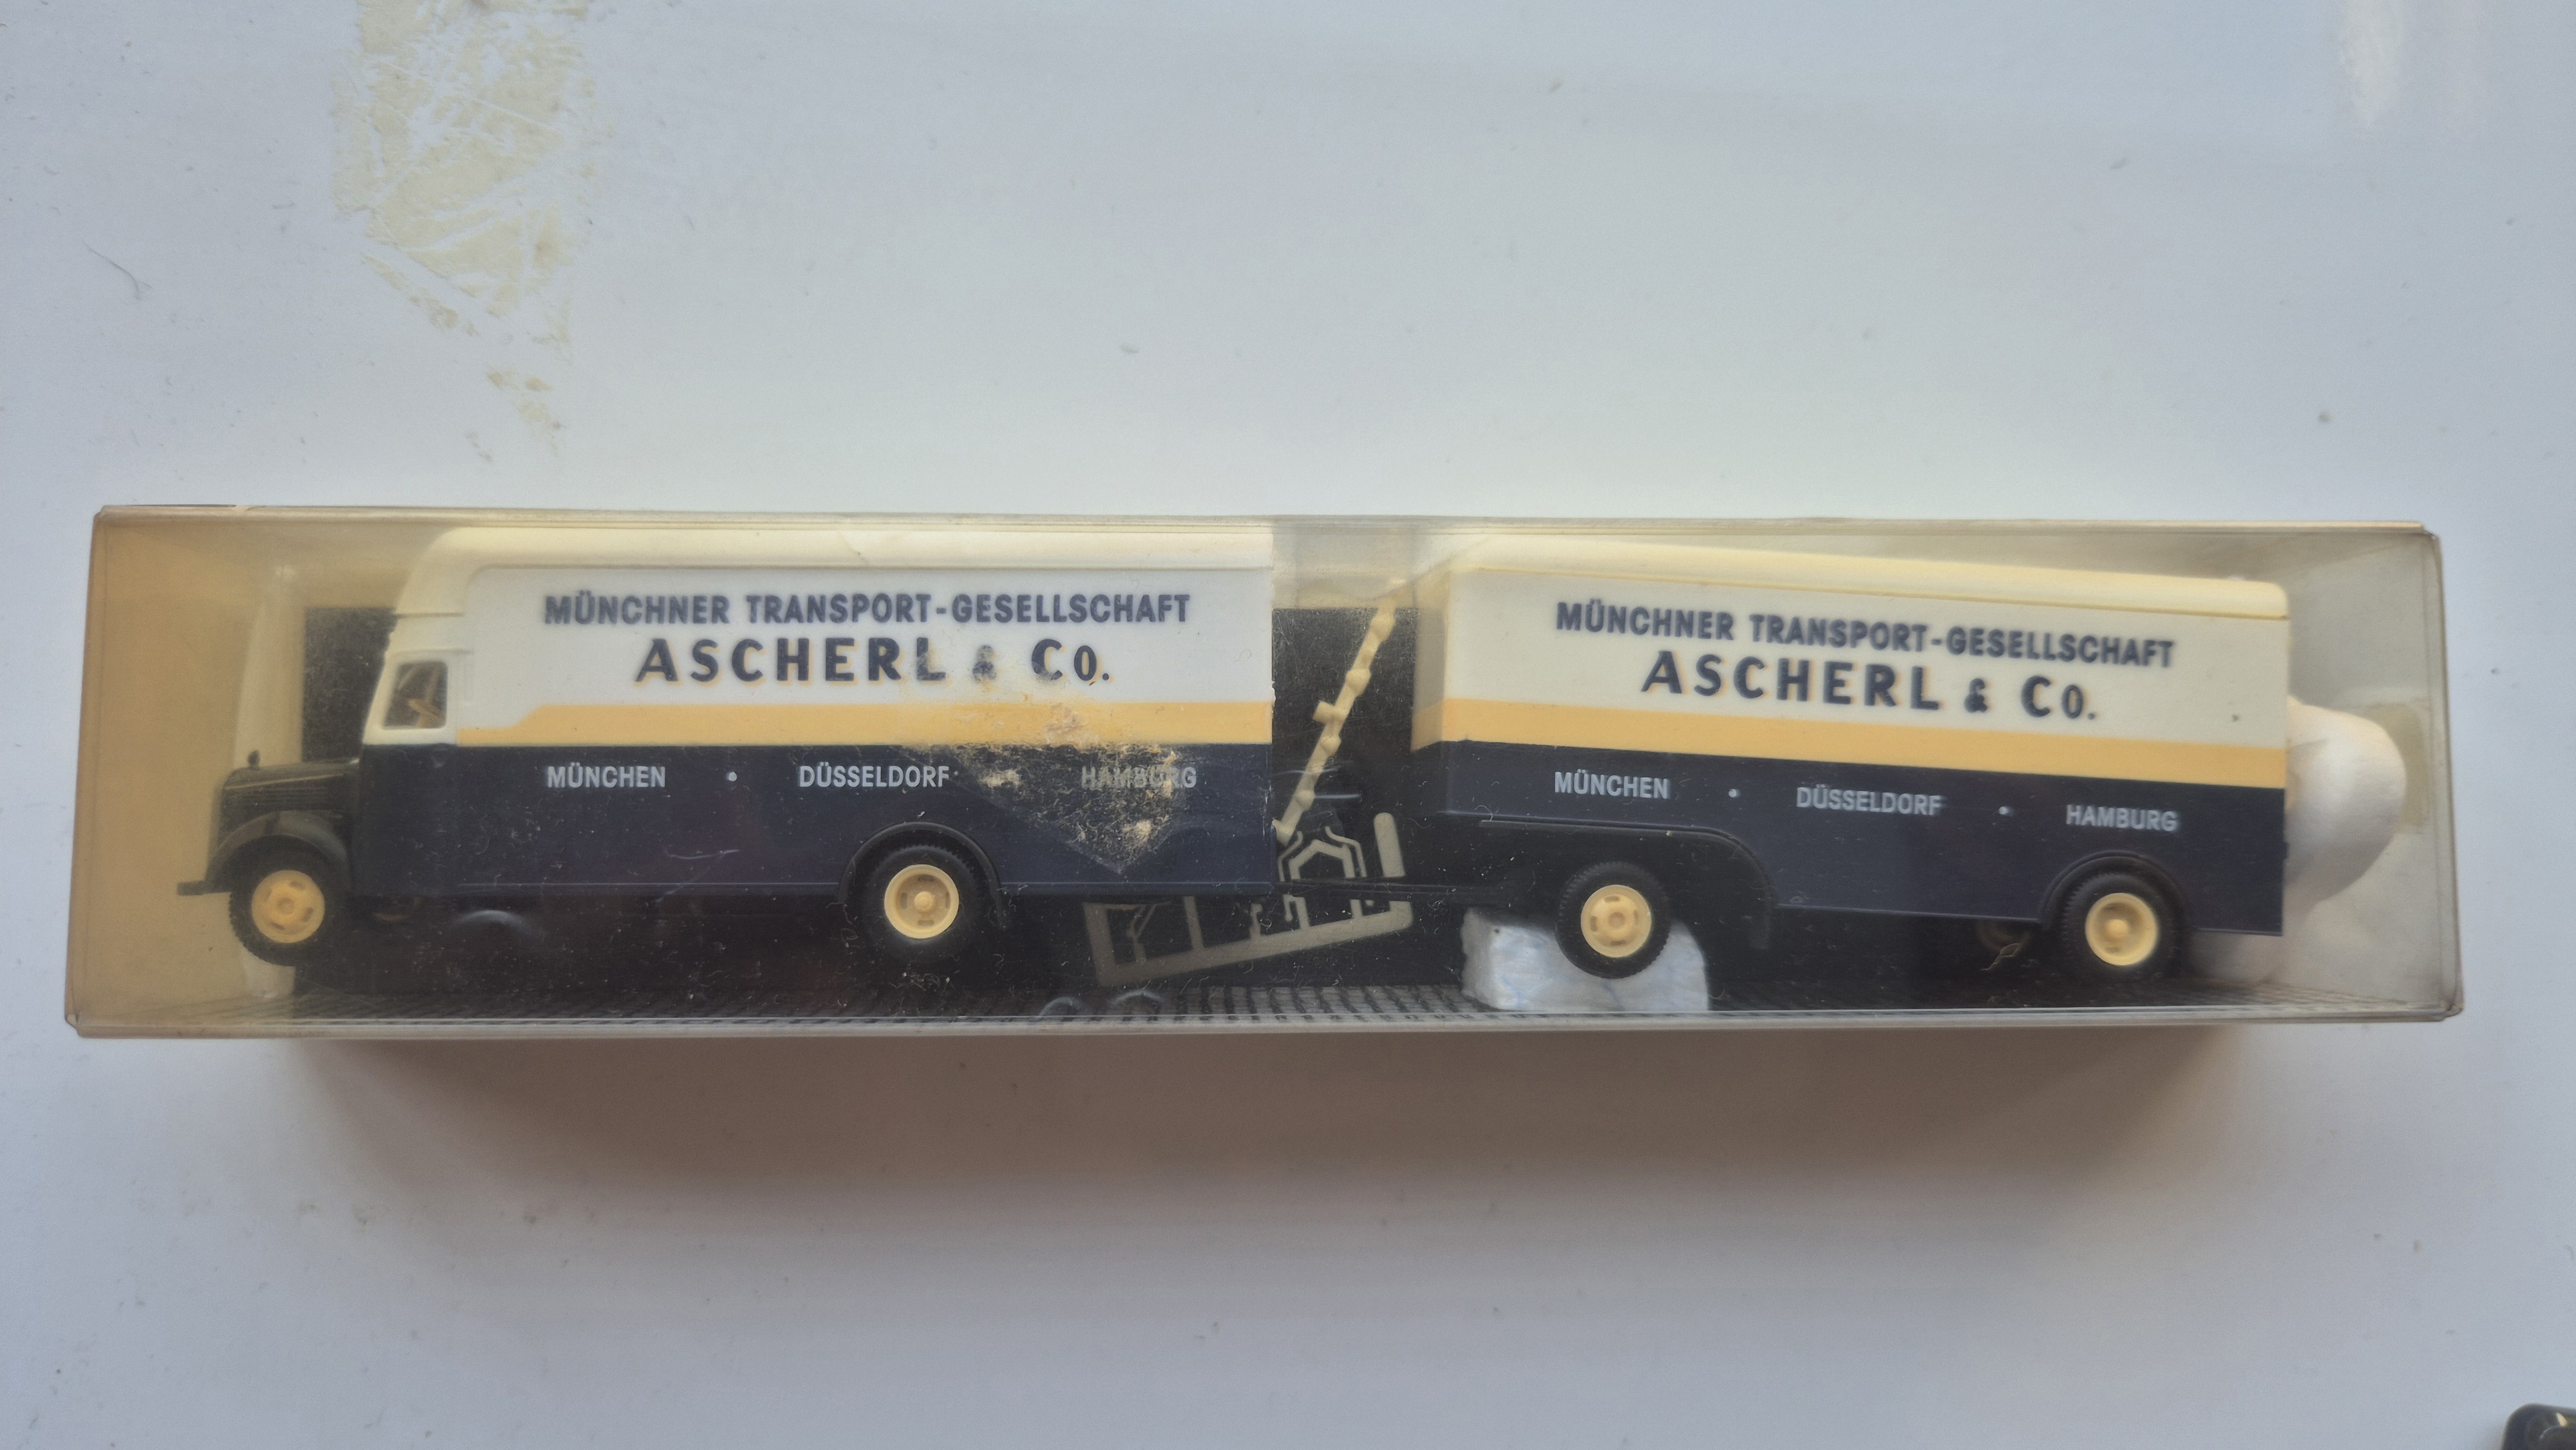 MÜNCHNER TRANSPORT-GESELLSCHAFT
ASCHERL & Co.
MÜNCHEN • DÜSSELDORF • HAMBURG
MÜNCHNER TRANSPORT-GESELLSCHAFT
ASCHERL & Co.
MÜNCHEN • DÜSSELDORF • HAMBURG